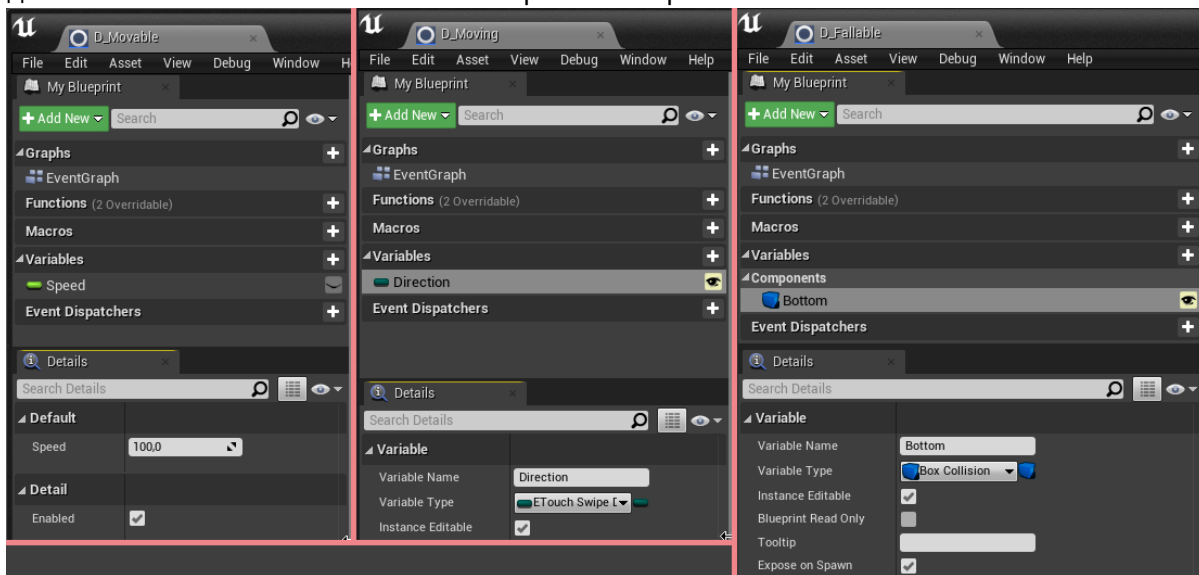 D_Movable
File Edit Asset View Debug Window H
My Blueprint
Add New
Search
Graphs
EventGraph
Functions (2 Overridable)
Macros
Variables
Speed
Event Dispatchers
Details
Search Details
Default
Speed 100,0
Detail
Enabled
D_Moving
File Edit Asset View Debug Window Help
My Blueprint
Add New
Search
Graphs
EventGraph
Functions (2 Overridable)
Macros
Variables
Direction
Event Dispatchers
Details
Search Details
Variable
Variable Name Direction
Variable Type ETouch Swipe
Instance Editable
D_Fallable
File Edit Asset View Debug Window Help
My Blueprint
Add New
Search
Graphs
EventGraph
Functions (2 Overridable)
Macros
Variables
Components
Bottom
Event Dispatchers
Details
Search Details
Variable
Variable Name Bottom
Variable Type Box Collision
Instance Editable
Blueprint Read Only
Tooltip
Expose on Spawn